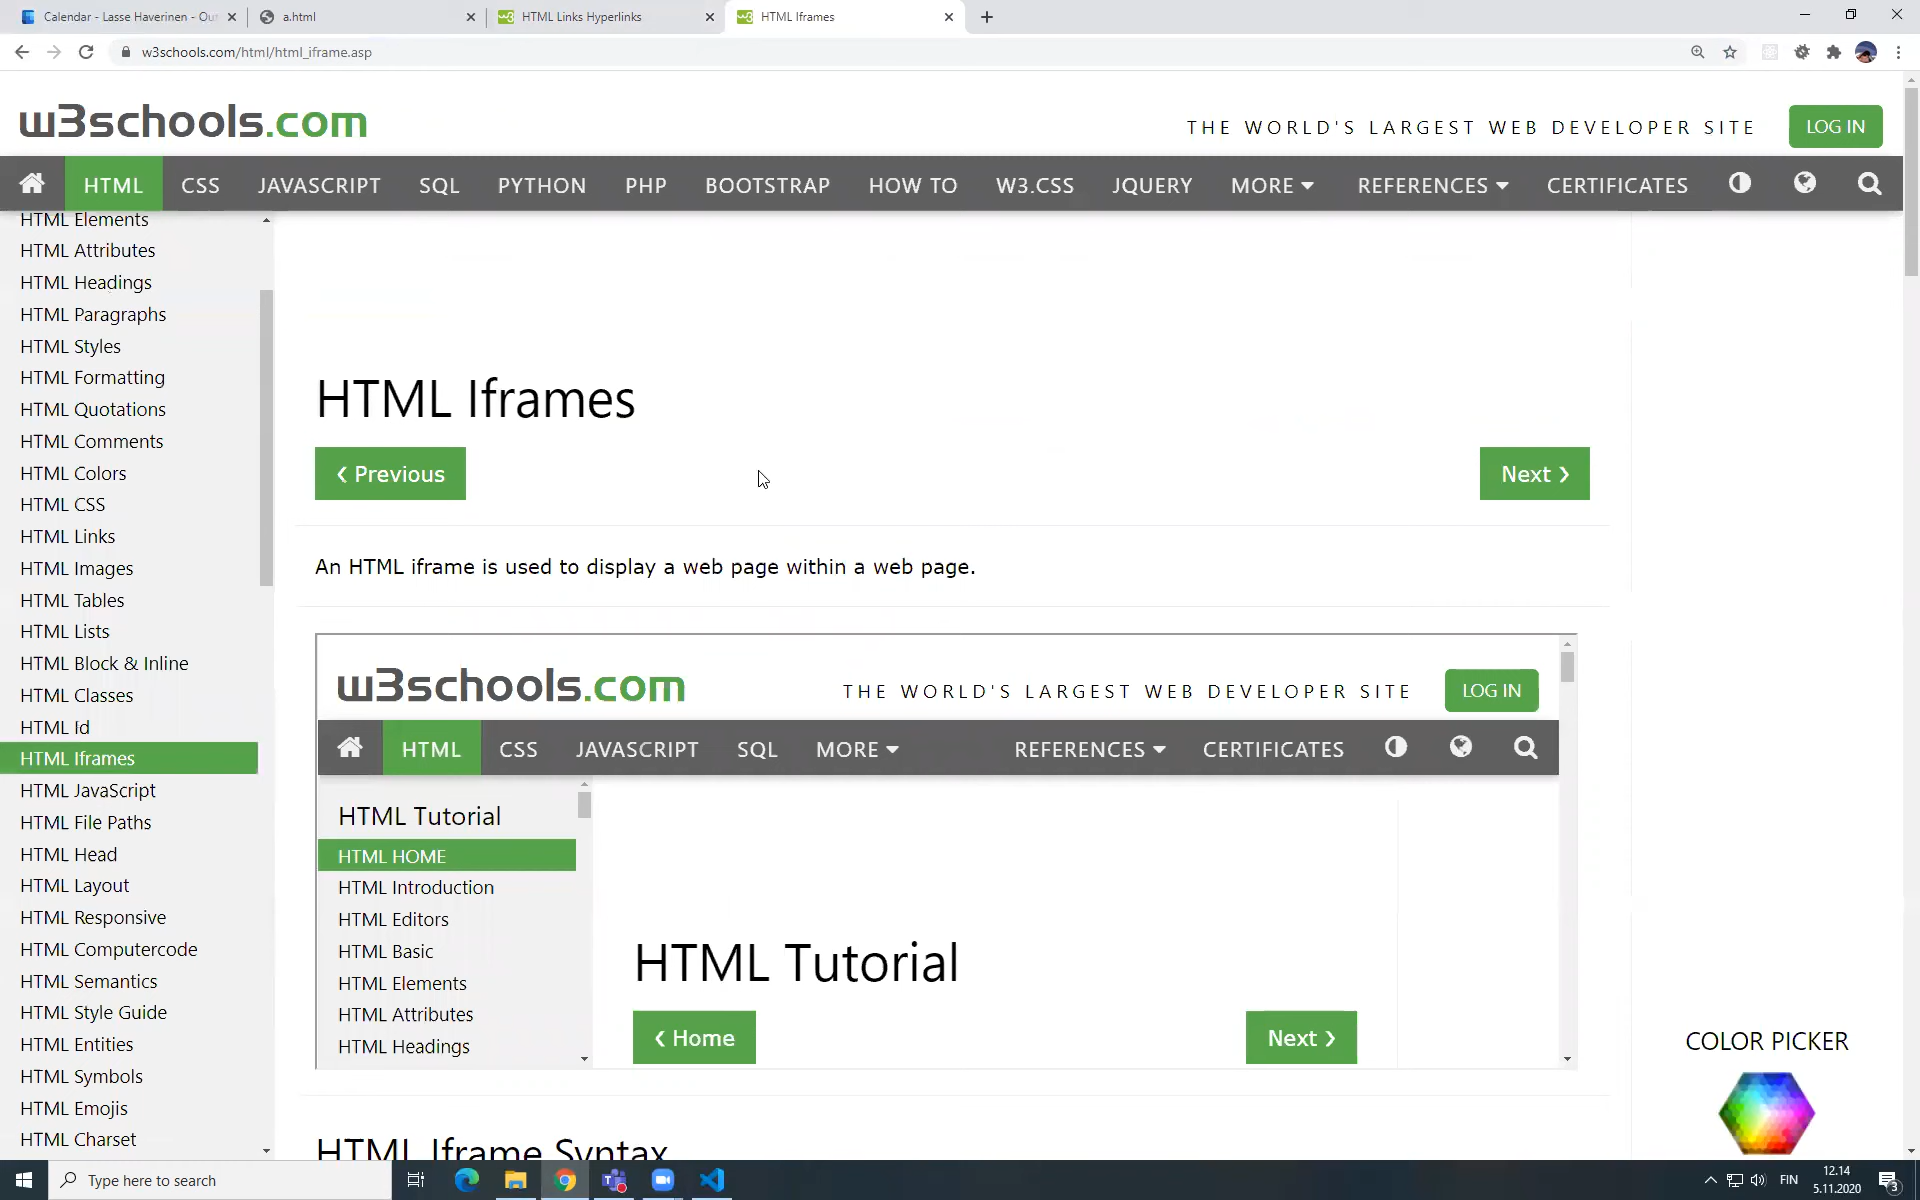 Calendar - Lasse Haverinen - Ou
a.html
HTML Links Hyperlinks
HTML Iframes
w3schools.com/html/html_iframe.asp
w3schools.com
THE WORLD'S LARGEST WEB DEVELOPER SITE
LOG IN
HTML
CSS
JAVASCRIPT
SQL
PYTHON
PHP
BOOTSTRAP
HOW TO
W3.CSS
JQUERY
MORE
REFERENCES
CERTIFICATES
HTML Elements
HTML Attributes
HTML Headings
HTML Paragraphs
HTML Styles
HTML Formatting
HTML Quotations
HTML Comments
HTML Colors
HTML CSS
HTML Links
HTML Images
HTML Tables
HTML Lists
HTML Block & Inline
HTML Classes
HTML Id
HTML Iframes
HTML JavaScript
HTML File Paths
HTML Head
HTML Layout
HTML Responsive
HTML Computercode
HTML Semantics
HTML Style Guide
HTML Entities
HTML Symbols
HTML Emojis
HTML Charset
HTML Iframes
❮ Previous
Next ❯
An HTML iframe is used to display a web page within a web page.
w3schools.com
THE WORLD'S LARGEST WEB DEVELOPER SITE
LOG IN
HTML
CSS
JAVASCRIPT
SQL
MORE
REFERENCES
CERTIFICATES
HTML Tutorial
HTML HOME
HTML Introduction
HTML Editors
HTML Basic
HTML Elements
HTML Attributes
HTML Headings
HTML Tutorial
❮ Home
Next ❯
HTML Iframe Syntax
COLOR PICKER
Type here to search
FIN
12.14
5.11.2020
3